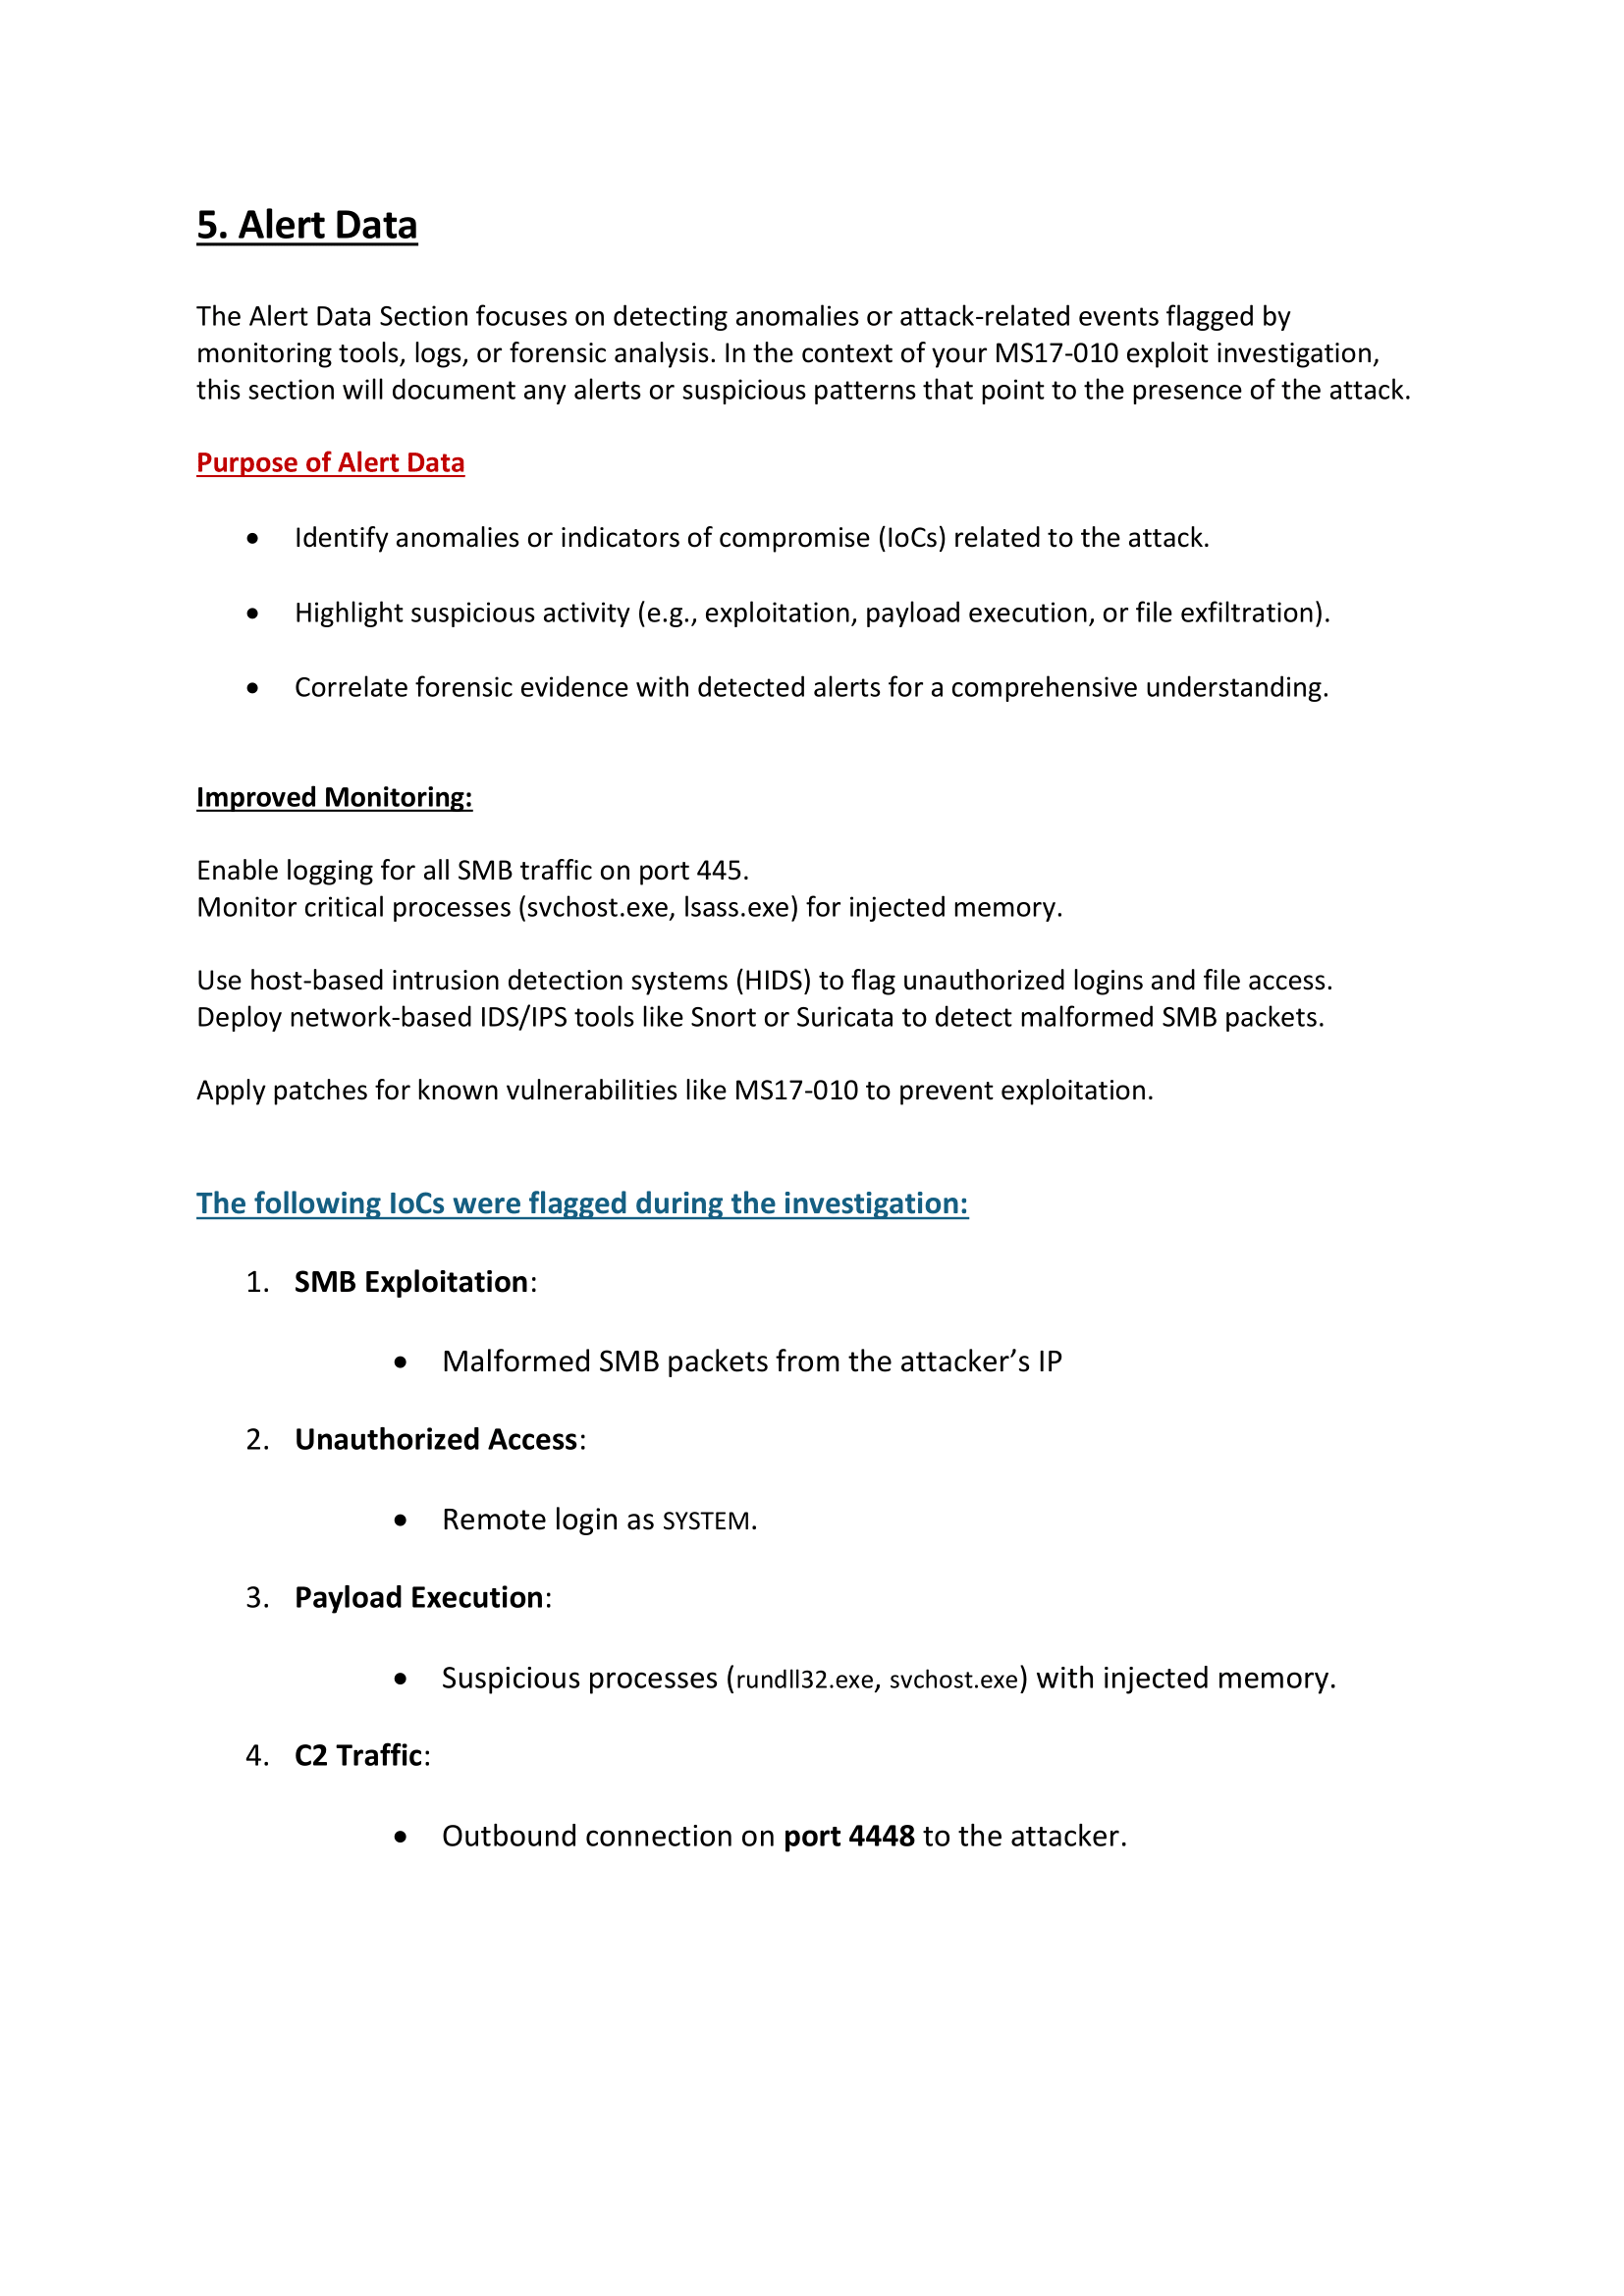 5. Alert Data
The Alert Data Section focuses on detecting anomalies or attack-related events flagged by
monitoring tools, logs, or forensic analysis. In the context of your MS17-010 exploit investigation,
this section will document any alerts or suspicious patterns that point to the presence of the attack.
Purpose of Alert Data
• Identify anomalies or indicators of compromise (IoCs) related to the attack.
• Highlight suspicious activity (e.g., exploitation, payload execution, or file exfiltration).
• Correlate forensic evidence with detected alerts for a comprehensive understanding.
Improved Monitoring:
Enable logging for all SMB traffic on port 445.
Monitor critical processes (svchost.exe, lsass.exe) for injected memory.
Use host-based intrusion detection systems (HIDS) to flag unauthorized logins and file access.
Deploy network-based IDS/IPS tools like Snort or Suricata to detect malformed SMB packets.
Apply patches for known vulnerabilities like MS17-010 to prevent exploitation.
The following IoCs were flagged during the investigation:
1. SMB Exploitation:
• Malformed SMB packets from the attacker’s IP
2. Unauthorized Access:
• Remote login as SYSTEM.
3. Payload Execution:
• Suspicious processes (rundll32.exe, svchost.exe) with injected memory.
4. C2 Traffic:
• Outbound connection on port 4448 to the attacker.